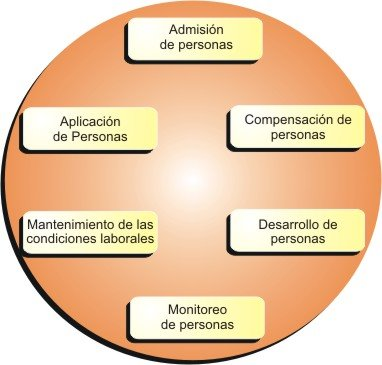 Admisión
de personas
Aplicación
de Personas
Compensación de
personas
Mantenimiento de las
condiciones laborales
Desarrollo de
personas
Monitoreo
de personas